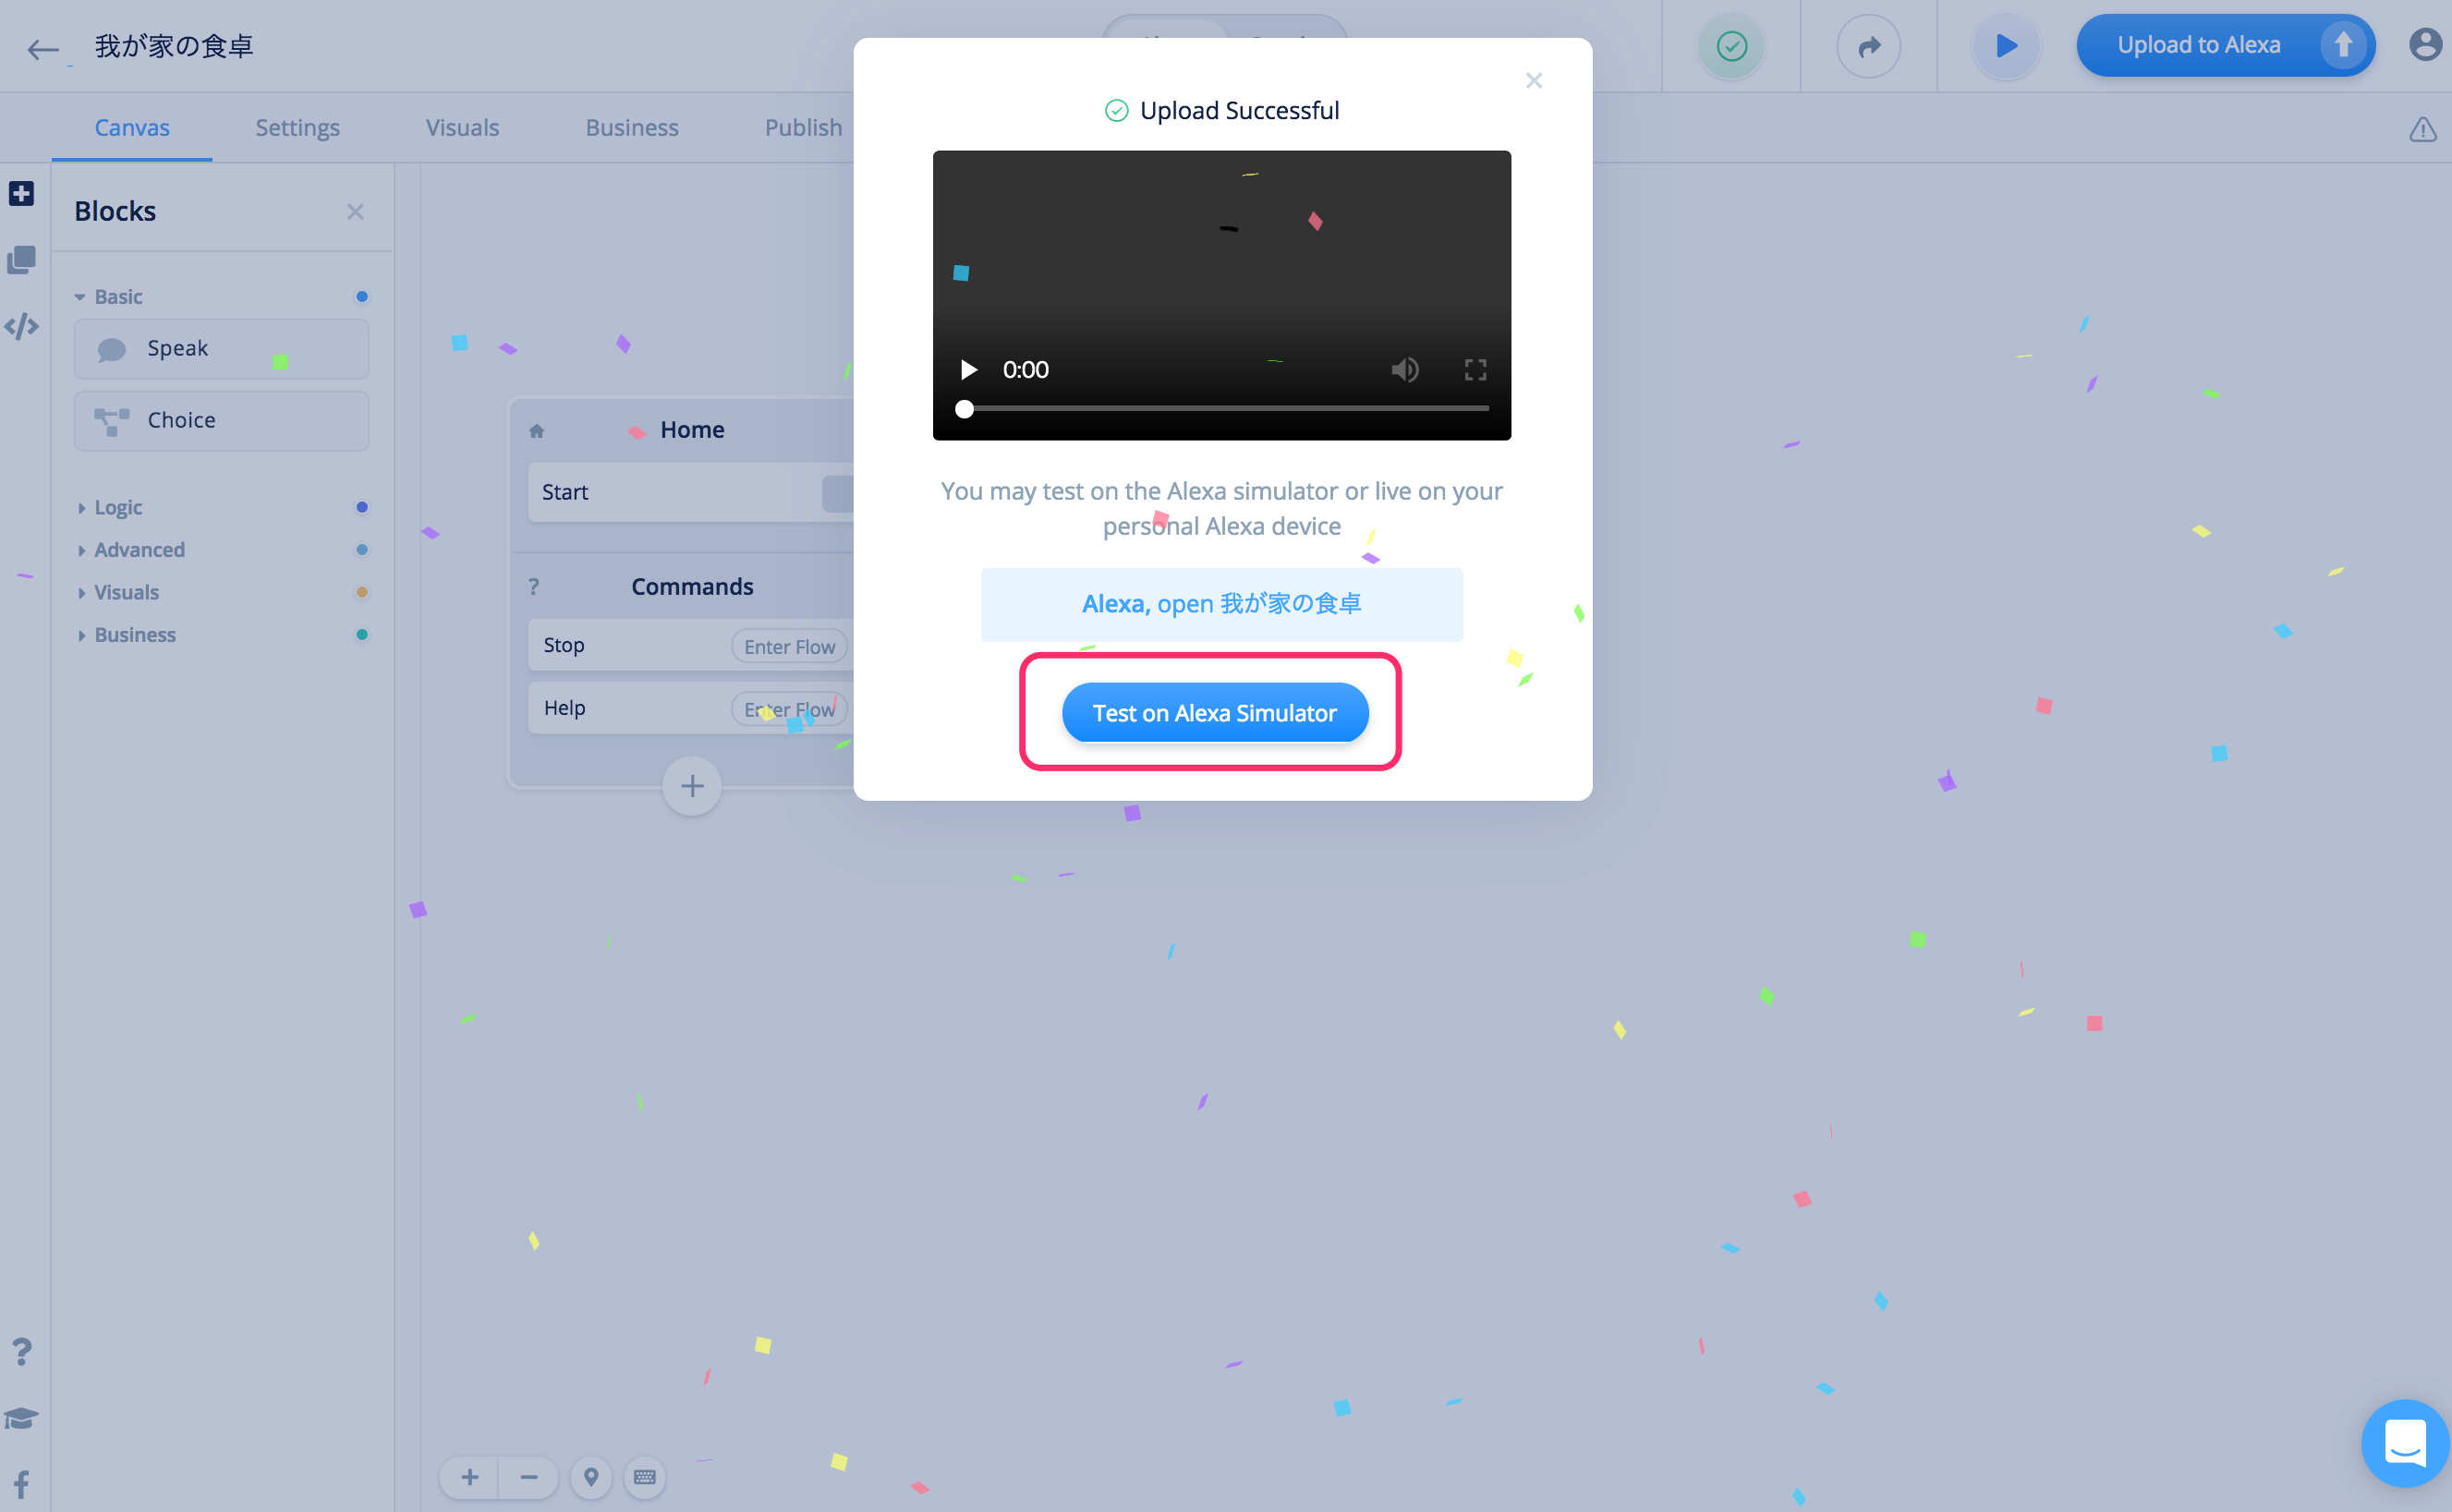 我が家の食卓
Upload to Alexa
Canvas
Settings
Visuals
Business
Publish
Blocks
Basic
Speak
Choice
Logic
Advanced
Visuals
Business
Home
Start
Commands
Stop
Enter Flow
Help
Enter Flow
Upload Successful
0:00
You may test on the Alexa simulator or live on your
personal Alexa device
Alexa, open 我が家の食卓
Test on Alexa Simulator